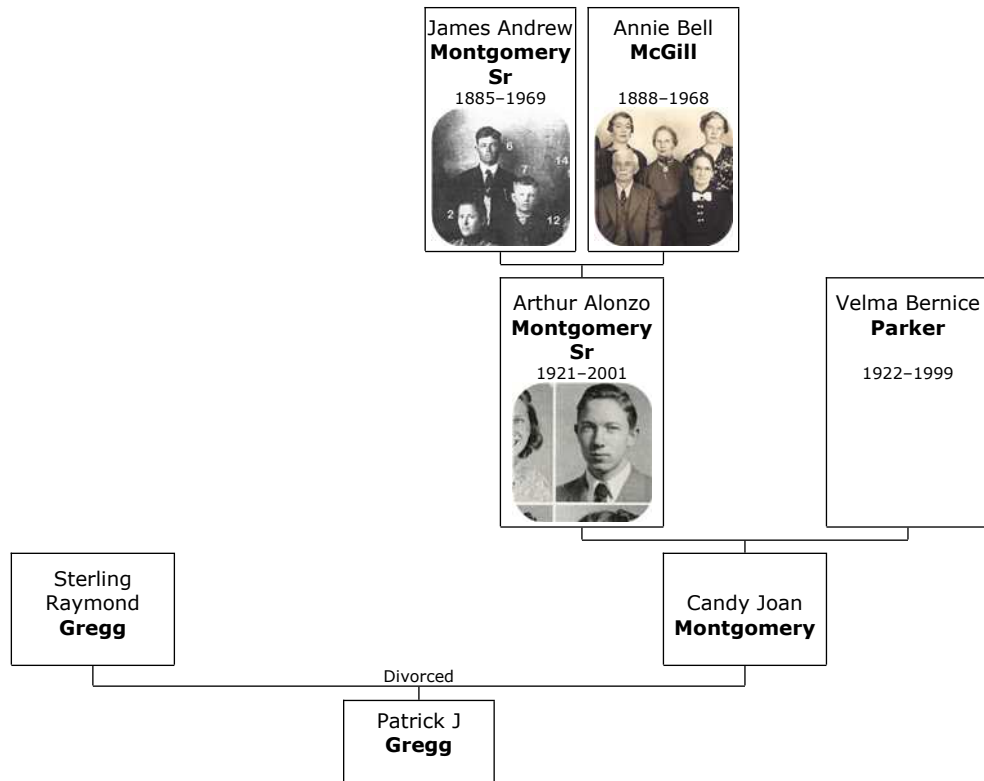 James Andrew
Montgomery
Sr
1885–1969
6
14
7
2
12
Annie Bell
McGill
1888–1968
Arthur Alonzo
Montgomery
Sr
1921–2001
Velma Bernice
Parker
1922–1999
Sterling
Raymond
Gregg
Candy Joan
Montgomery
Divorced
Patrick J
Gregg